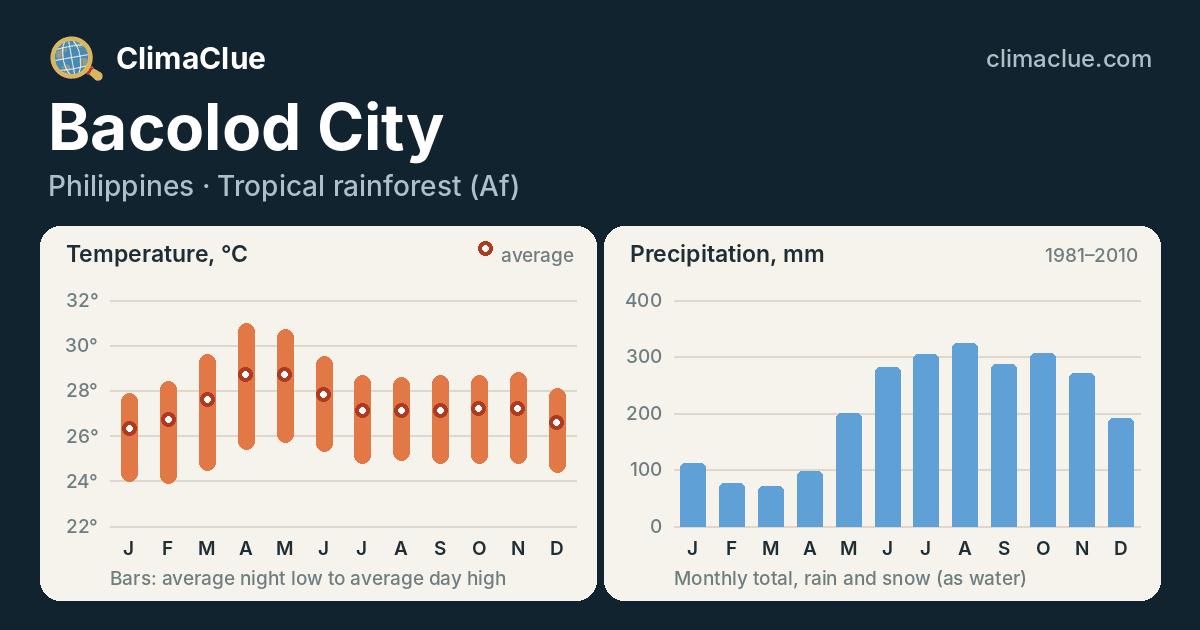 ClimaClue
climaclue.com
Bacolod City
Philippines · Tropical rainforest (Af)
Temperature, °C
average
32°
30°
28°
26°
24°
22°
J F M A M J J A S O N D
Bars: average night low to average day high
Precipitation, mm
1981–2010
400
300
200
100
0
J F M A M J J A S O N D
Monthly total, rain and snow (as water)